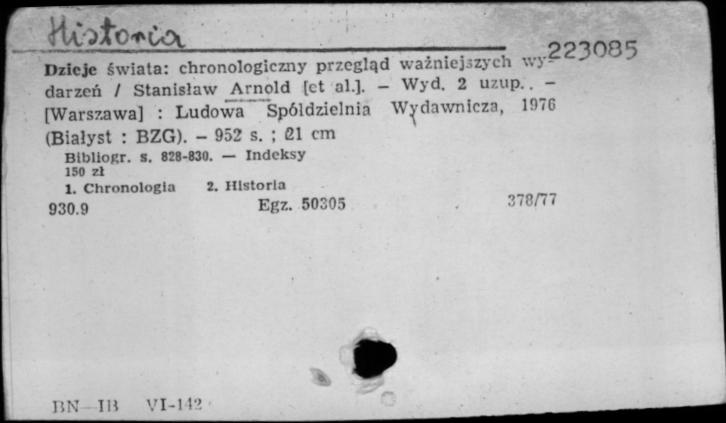 Historia
223085
Dzieje świata: chronologiczny przegląd ważniejszych wy-
darzeń / Stanisław Arnold [et al.]. — Wyd. 2 uzup.. —
[Warszawa] : Ludowa Spółdzielnia Wydawnicza, 1976
(Białyst : BZG). — 952 s. ; 21 cm
Bibliogr. s. 828-830. — Indeksy
150 zł
1. Chronologia 2. Historia
930.9 Egz. 50305 378/77
BN—IB VI-142